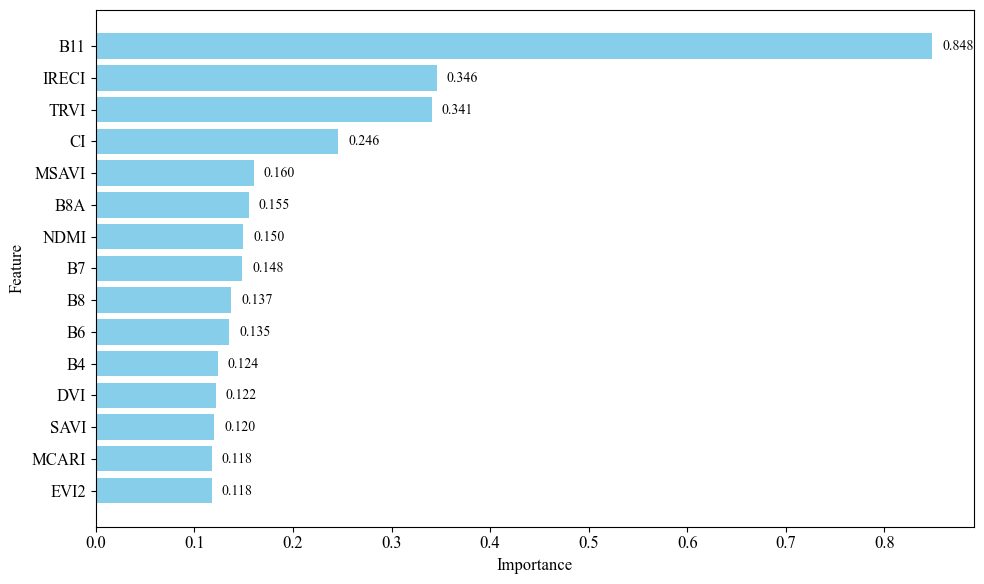 B11 0.848
IRECI 0.346
TRVI 0.341
CI 0.246
MSAVI 0.160
B8A 0.155
NDMI 0.150
B7 0.148
B8 0.137
B6 0.135
B4 0.124
DVI 0.122
SAVI 0.120
MCARI 0.118
EVI2 0.118
Feature
0.0 0.1 0.2 0.3 0.4 0.5 0.6 0.7 0.8
Importance